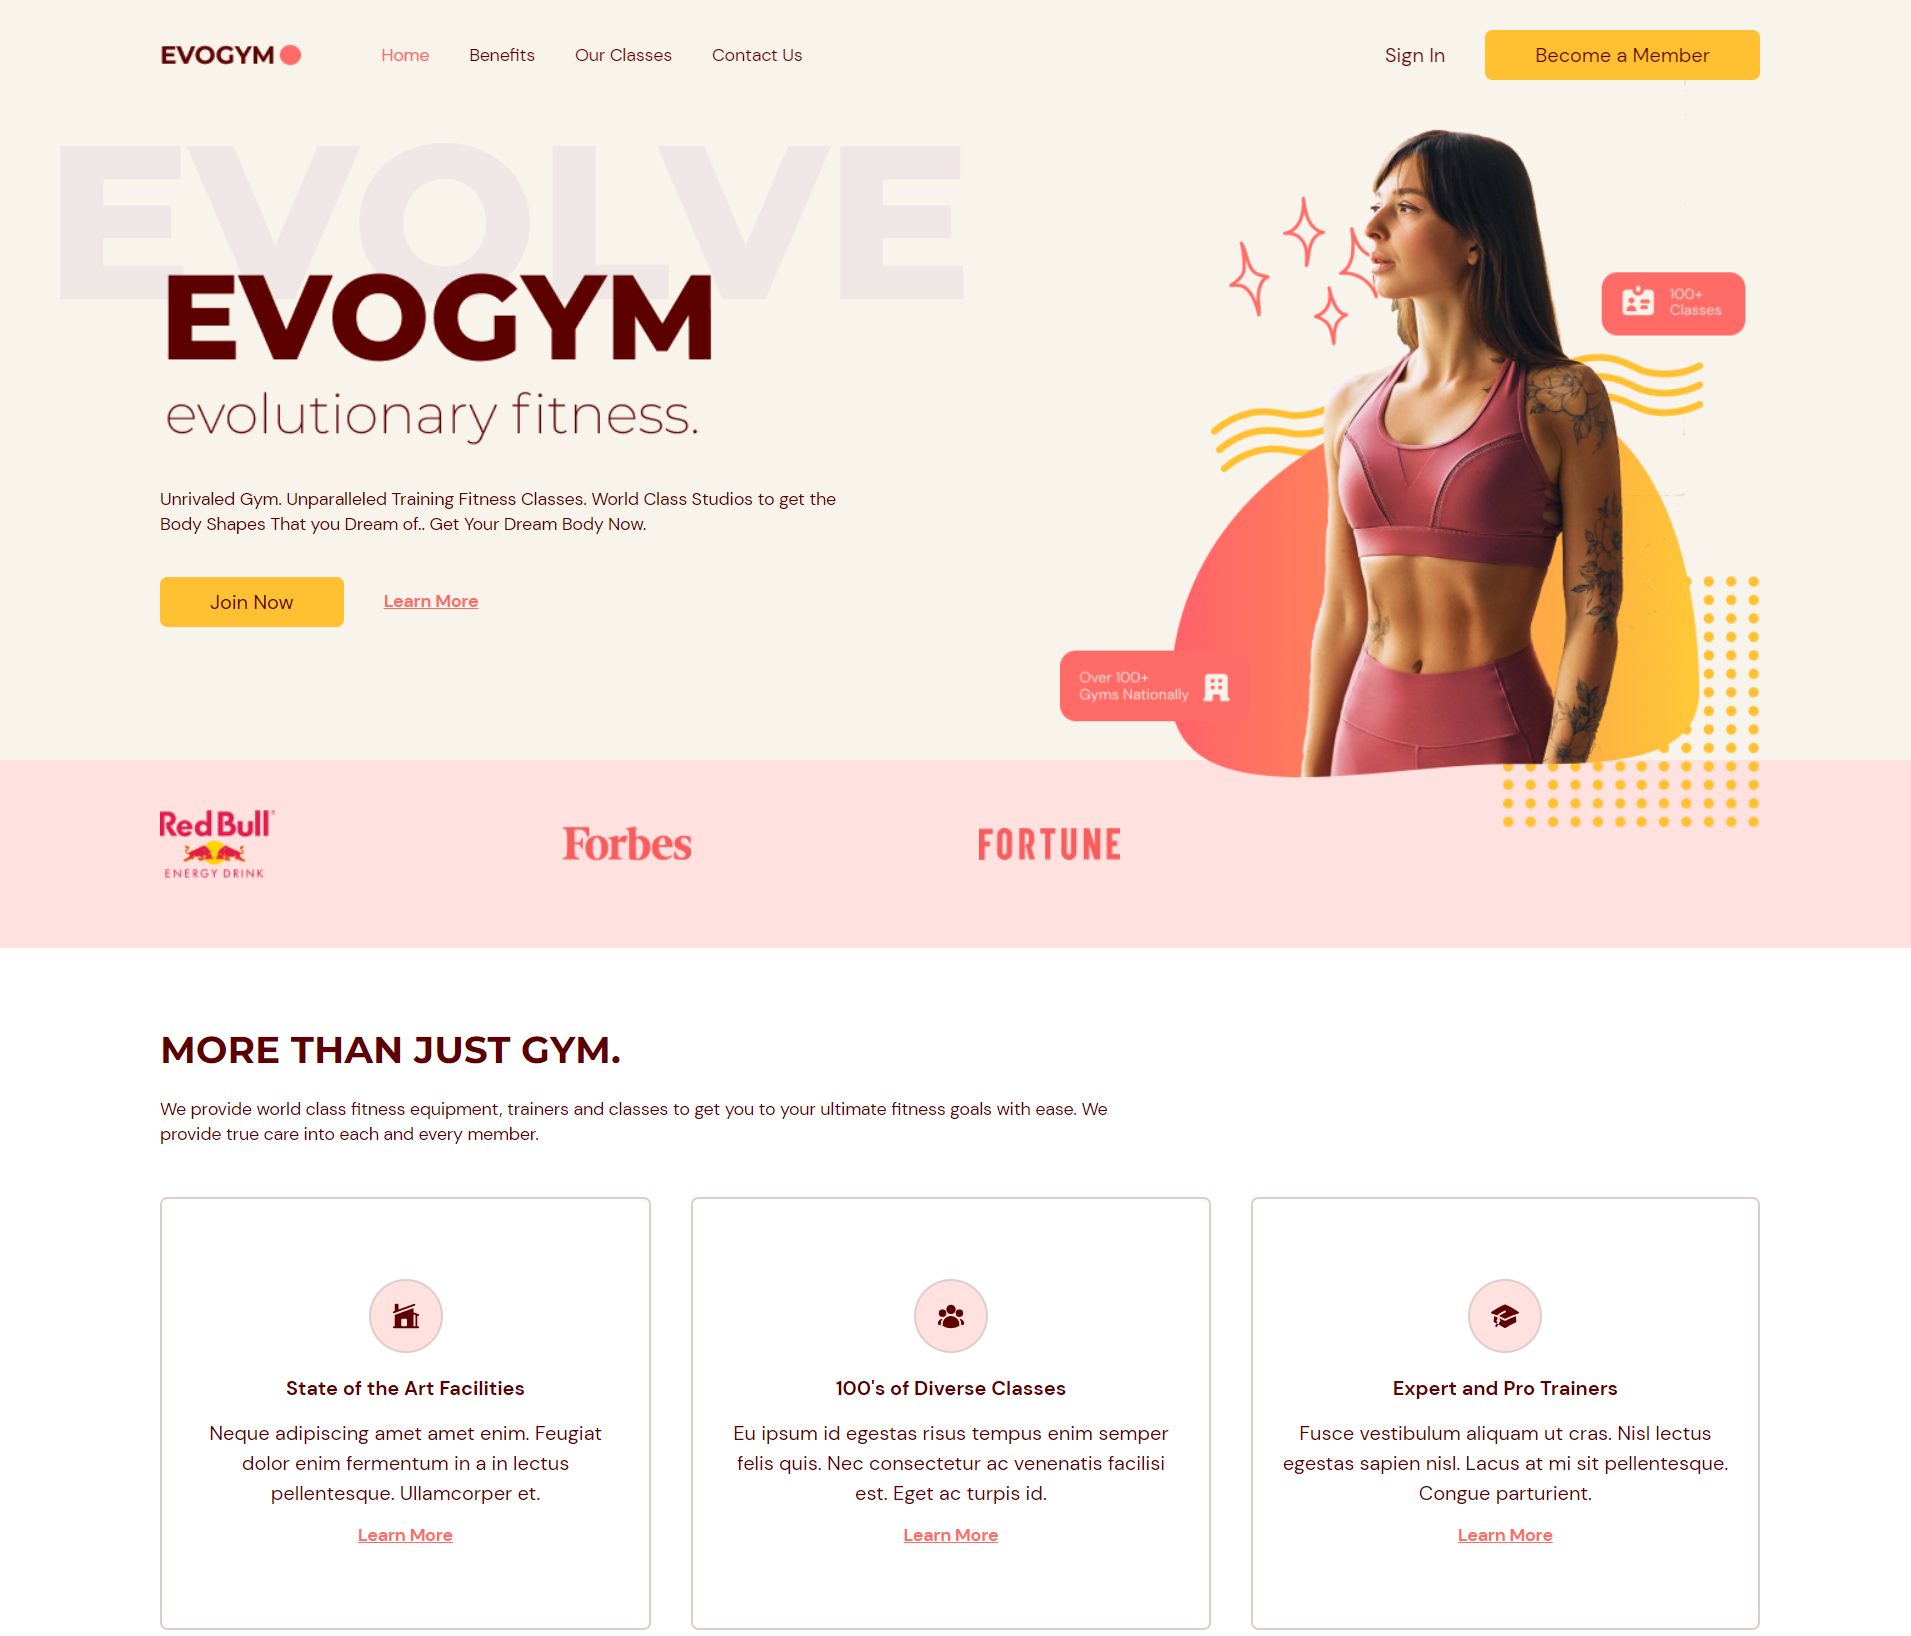 EVOGYM
Home
Benefits
Our Classes
Contact Us
Sign In
Become a Member
EVOLVE
EVOGYM
evolutionary fitness.
Unrivaled Gym. Unparalleled Training Fitness Classes. World Class Studios to get the
Body Shapes That you Dream of.. Get Your Dream Body Now.
Join Now
Learn More
100+
Classes
Over 100+
Gyms Nationally
Red Bull
ENERGY DRINK
Forbes
FORTUNE
MORE THAN JUST GYM.
We provide world class fitness equipment, trainers and classes to get you to your ultimate fitness goals with ease. We
provide true care into each and every member.
State of the Art Facilities
Neque adipiscing amet amet enim. Feugiat
dolor enim fermentum in a in lectus
pellentesque. Ullamcorper et.
Learn More
100's of Diverse Classes
Eu ipsum id egestas risus tempus enim semper
felis quis. Nec consectetur ac venenatis facilisi
est. Eget ac turpis id.
Learn More
Expert and Pro Trainers
Fusce vestibulum aliquam ut cras. Nisl lectus
egestas sapien nisl. Lacus at mi sit pellentesque.
Congue parturient.
Learn More